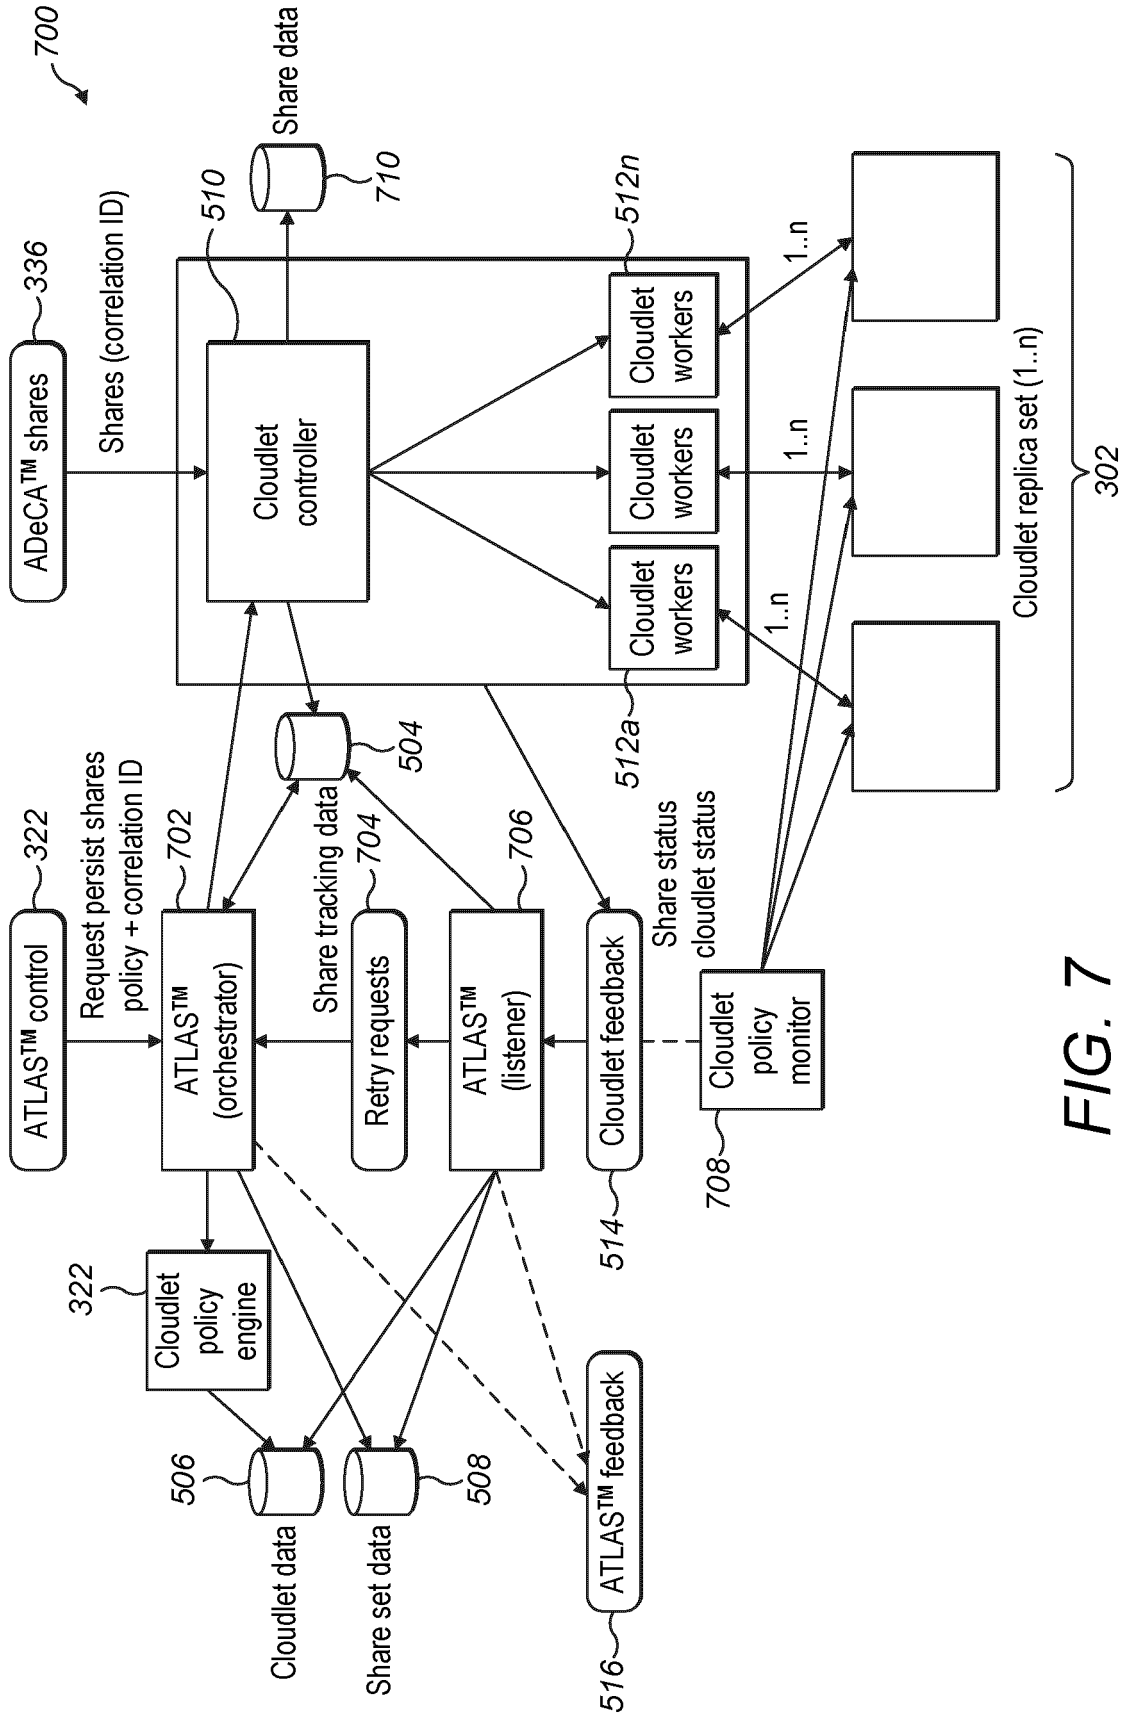 700
ATLAS™ control
322
ADeCA™ shares
336
Request persist shares
policy + correlation ID
Shares (correlation ID)
322
Cloudlet
policy
engine
ATLAS™
(orchestrator)
702
Cloudlet
controller
510
Share data
710
506
Cloudlet data
508
Share set data
Share tracking data
504
Retry requests
704
ATLAS™
(listener)
706
Cloudlet feedback
514
ATLAS™ feedback
516
Share status
cloudlet status
Cloudlet
policy
monitor
708
Cloudlet
workers
512a
Cloudlet
workers
Cloudlet
workers
512n
1..n
1..n
1..n
Cloudlet replica set (1..n)
302
FIG. 7